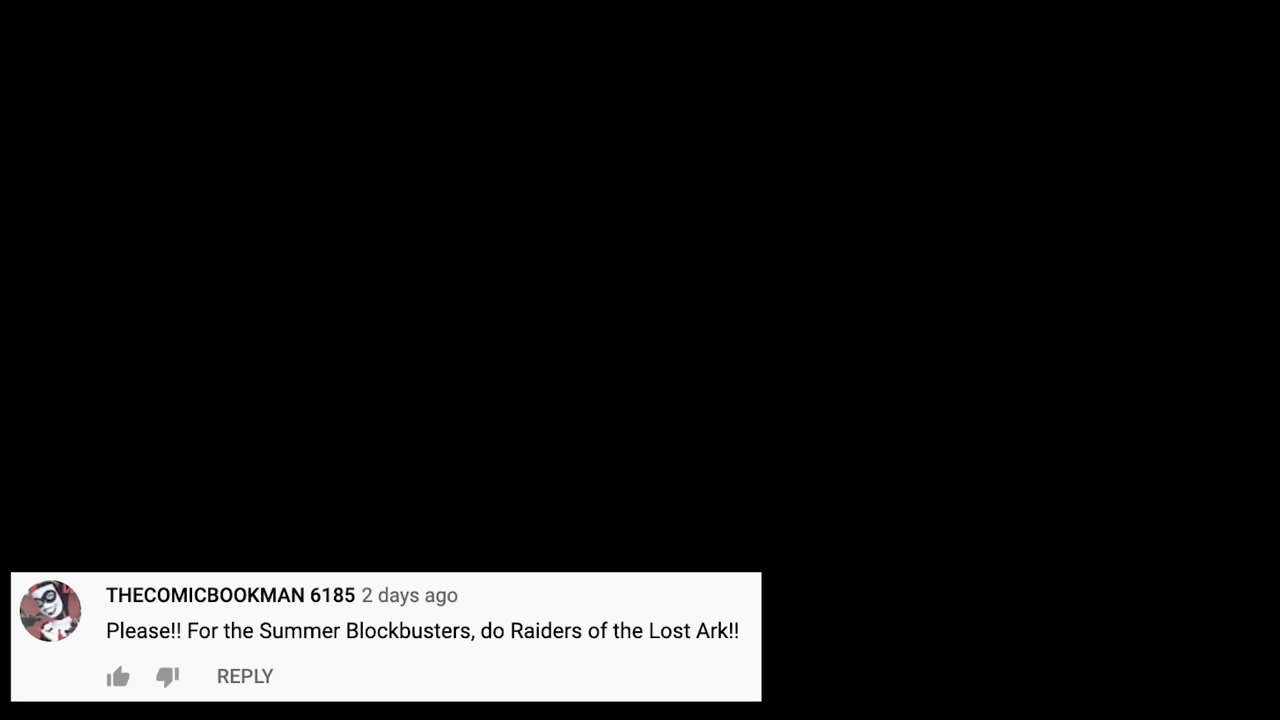 THECOMICBOOKMAN 6185 2 days ago
Please!! For the Summer Blockbusters, do Raiders of the Lost Ark!!
REPLY